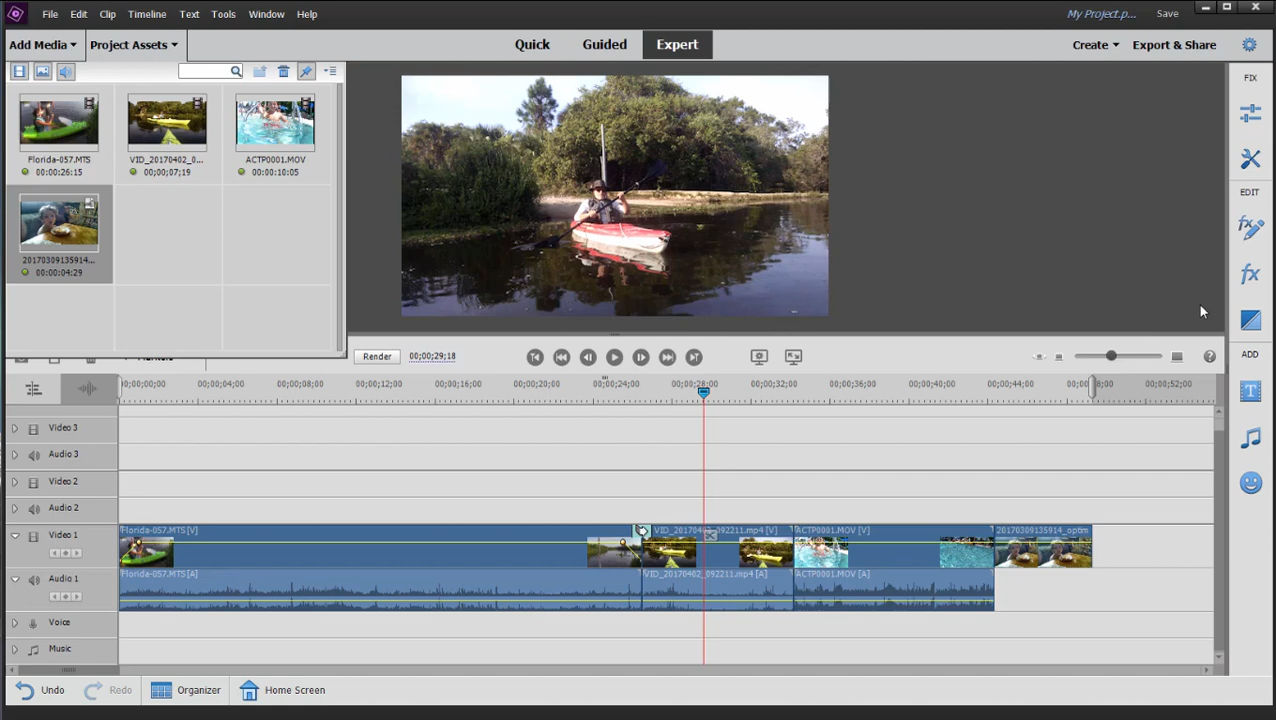 File Edit Clip Timeline Text Tools Window Help My Project.p... Save
Add Media Project Assets Quick Guided Expert Create Export & Share
FIX
Florida-057.MTS VID_20170402_0... ACTP0001.MOV
00:00:26:15 00;00;07;19 00:00:10:05
EDIT
20170309135914...
00:00:04:29
Render 00;00;29;18
ADD
00;00;00;00 00;00;04;00 00;00;08;00 00;00;12;00 00;00;16;00 00;00;20;00 00;00;24;00 00;00;28;00 00;00;32;00 00;00;36;00 00;00;40;00 00;00;44;00 00;00;52;00
Video 3
Audio 3
Video 2
Audio 2
Video 1 Florida-057.MTS [V] VID_20170402_092211.mp4 [V] ACTP0001.MOV [V] 20170309135914_optim
Audio 1 Florida-057.MTS [A] VID_20170402_092211.mp4 [A] ACTP0001.MOV [A]
Voice
Music
Undo Redo Organizer Home Screen